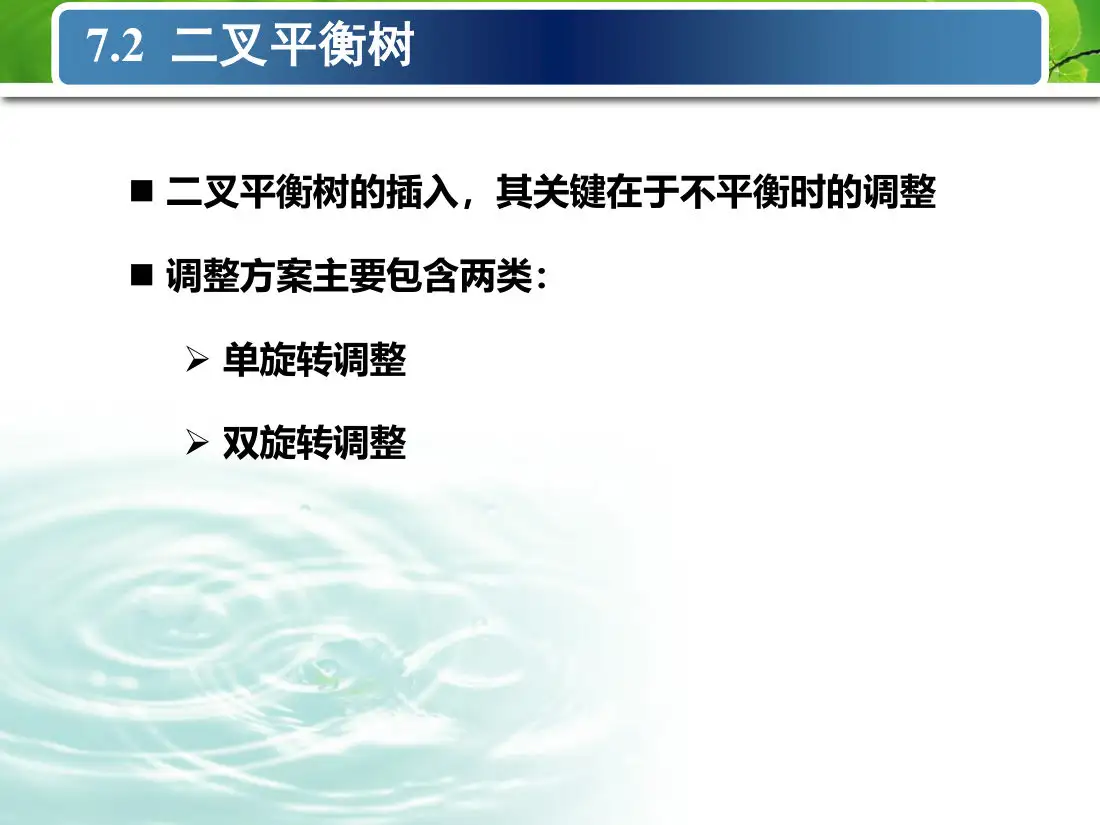 7.2 二叉平衡树
■ 二叉平衡树的插入，其关键在于不平衡时的调整
■ 调整方案主要包含两类：
➢ 单旋转调整
➢ 双旋转调整